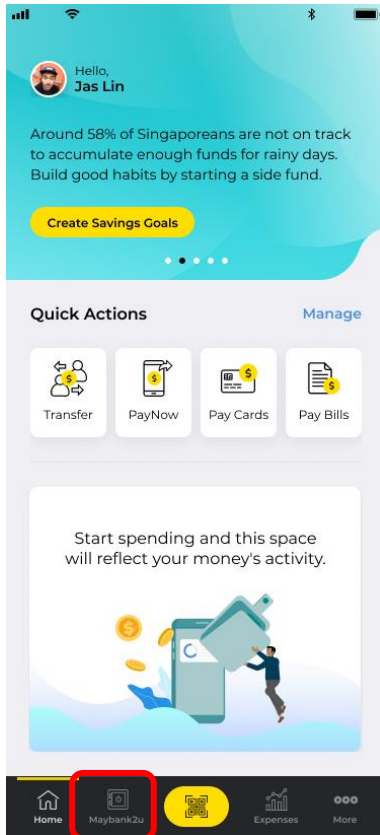 Hello,
Jas Lin
Around 58% of Singaporeans are not on track
to accumulate enough funds for rainy days.
Build good habits by starting a side fund.
Create Savings Goals
Quick Actions
Manage
Transfer
PayNow
Pay Cards
Pay Bills
Start spending and this space
will reflect your money's activity.
Home
Maybank2u
Expenses
More